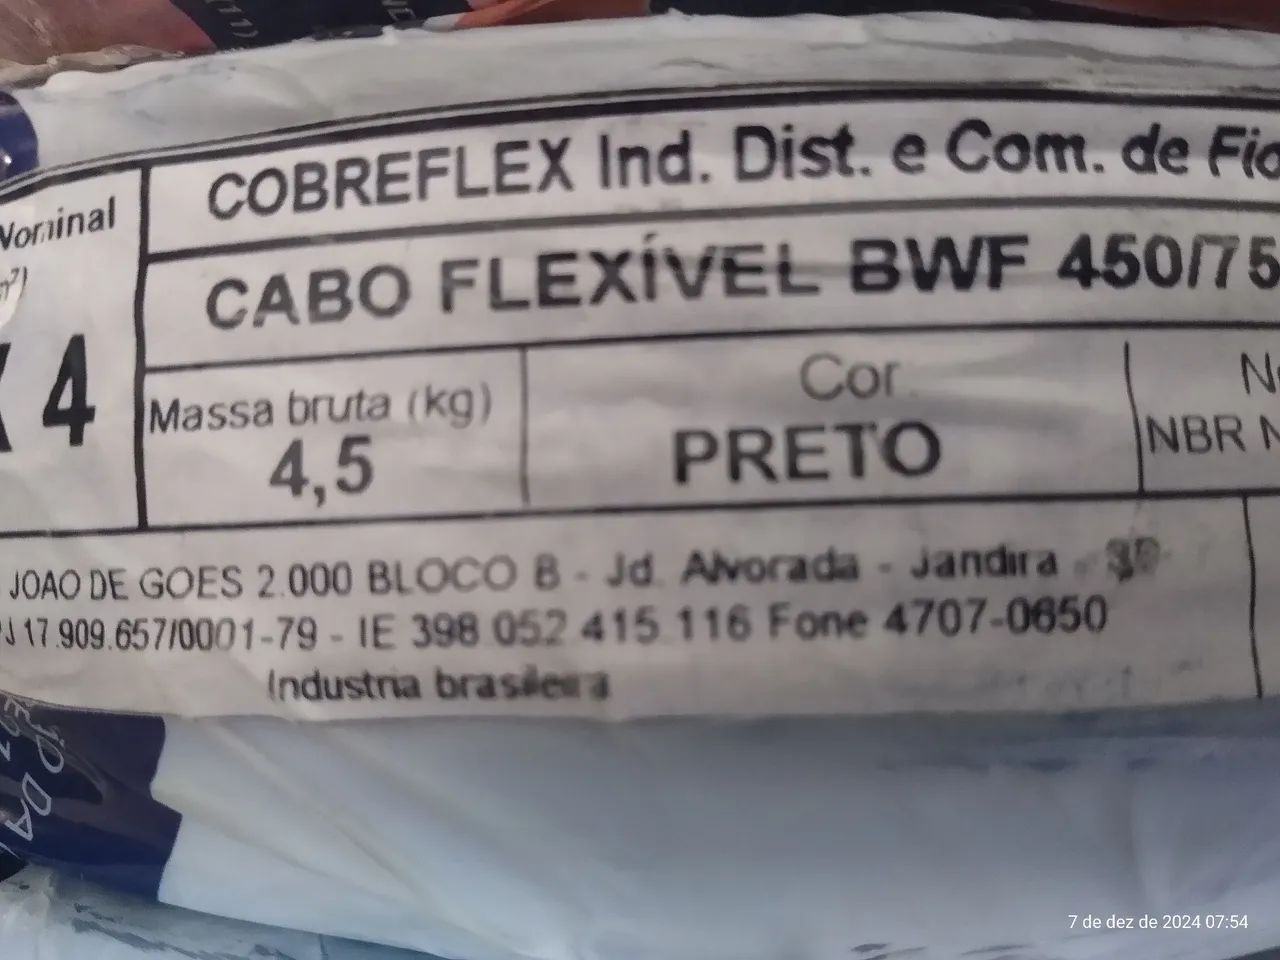 (11)
Nominal
COBREFLEX Ind. Dist. e Com. de Fio
CABO FLEXÍVEL BWF 450/75
X 4
Massa bruta (kg)
4,5
Cor
PRETO
NBR N
JOAO DE GOES 2.000 BLOCO B - Jd. Alvorada - Jandira - SP
17.909.657/0001-79 - IE 398 052 415 116 Fone 4707-0650
Industria brasileira
7 de dez de 2024 07:54